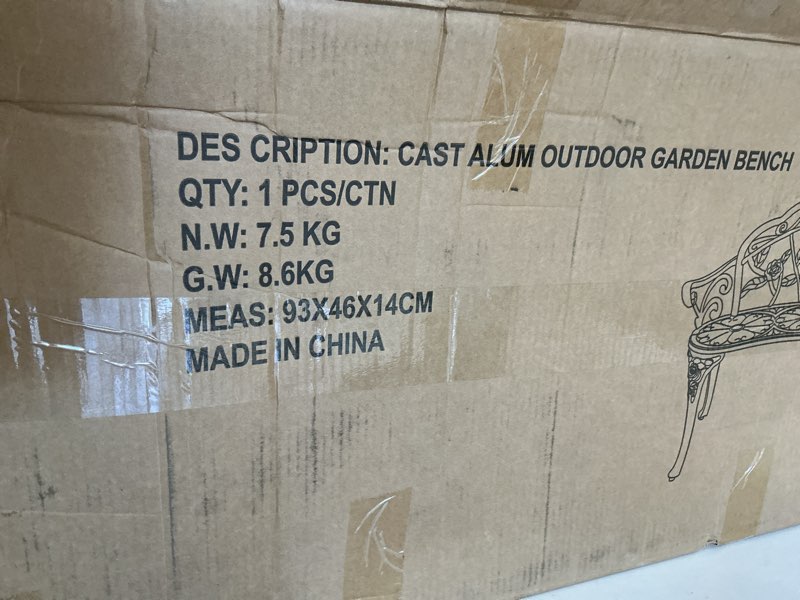 DES CRIPTION: CAST ALUM OUTDOOR GARDEN BENCH
QTY: 1 PCS/CTN
N.W: 7.5 KG
G.W: 8.6KG
MEAS: 93X46X14CM
MADE IN CHINA